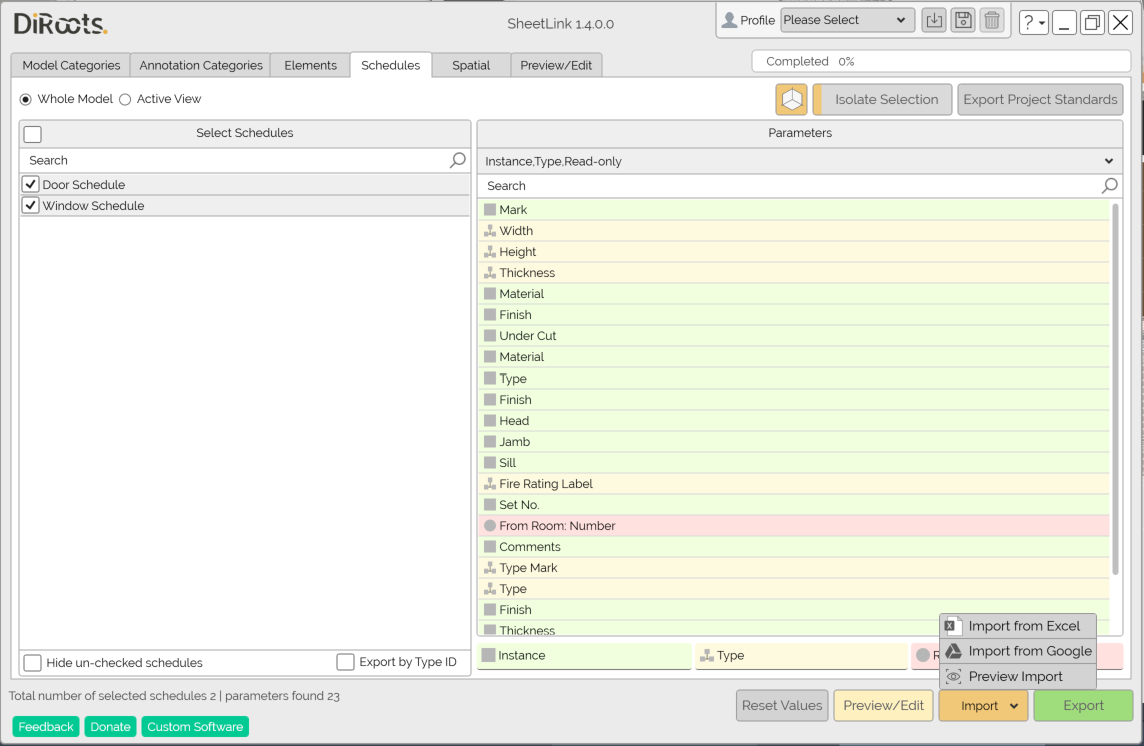 DiRoots.
SheetLink 1.4.0.0
Profile
Please Select
?
Model Categories
Annotation Categories
Elements
Schedules
Spatial
Preview/Edit
Completed 0%
Whole Model
Active View
Isolate Selection
Export Project Standards
Select Schedules
Search
Door Schedule
Window Schedule
Hide un-checked schedules
Export by Type ID
Parameters
Instance,Type,Read-only
Search
Mark
Width
Height
Thickness
Material
Finish
Under Cut
Material
Type
Finish
Head
Jamb
Sill
Fire Rating Label
Set No.
From Room: Number
Comments
Type Mark
Type
Finish
Thickness
Instance
Type
R
Import from Excel
Import from Google
Preview Import
Total number of selected schedules 2 | parameters found 23
Reset Values
Preview/Edit
Import
Export
Feedback
Donate
Custom Software